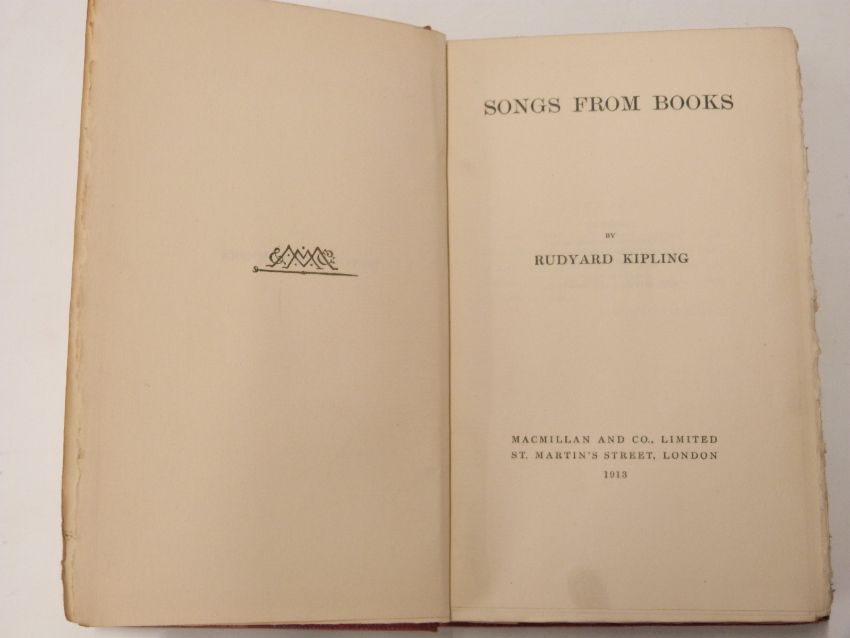 SONGS FROM BOOKS
BY
RUDYARD KIPLING
MACMILLAN AND CO., LIMITED
ST. MARTIN'S STREET, LONDON
1913